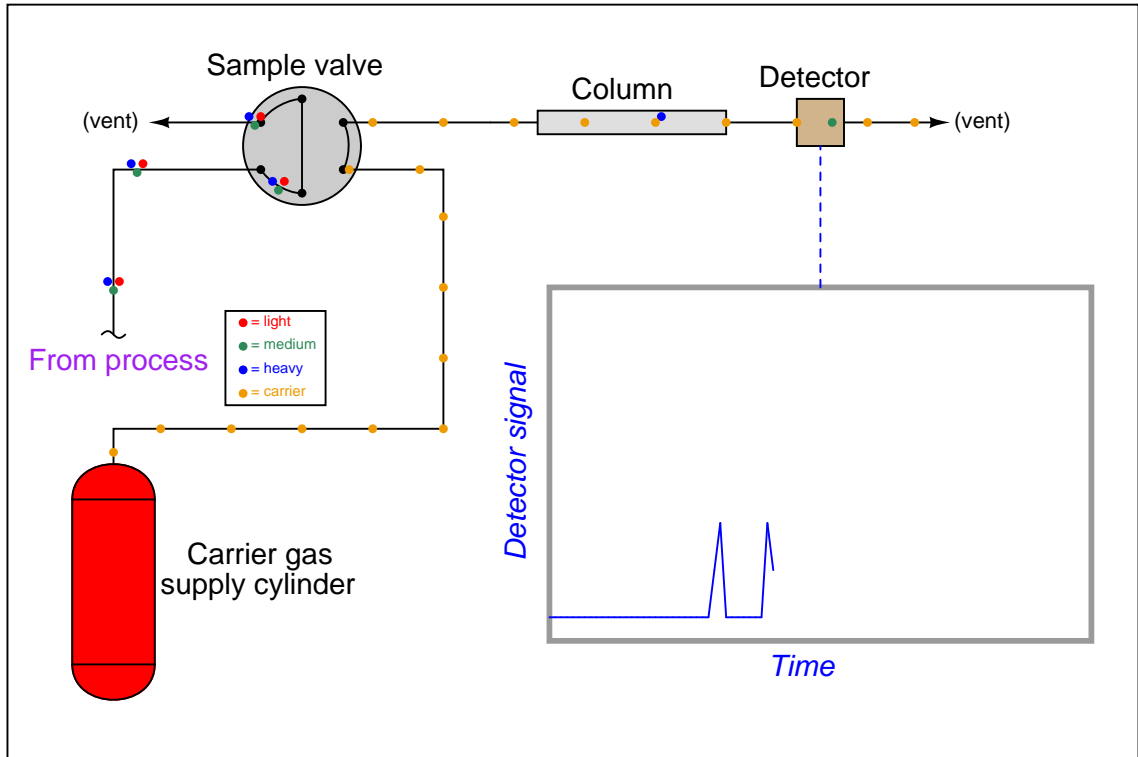 Sample valve
Column
Detector
(vent)
(vent)
= light
= medium
= heavy
= carrier
From process
Detector signal
Carrier gas
supply cylinder
Time